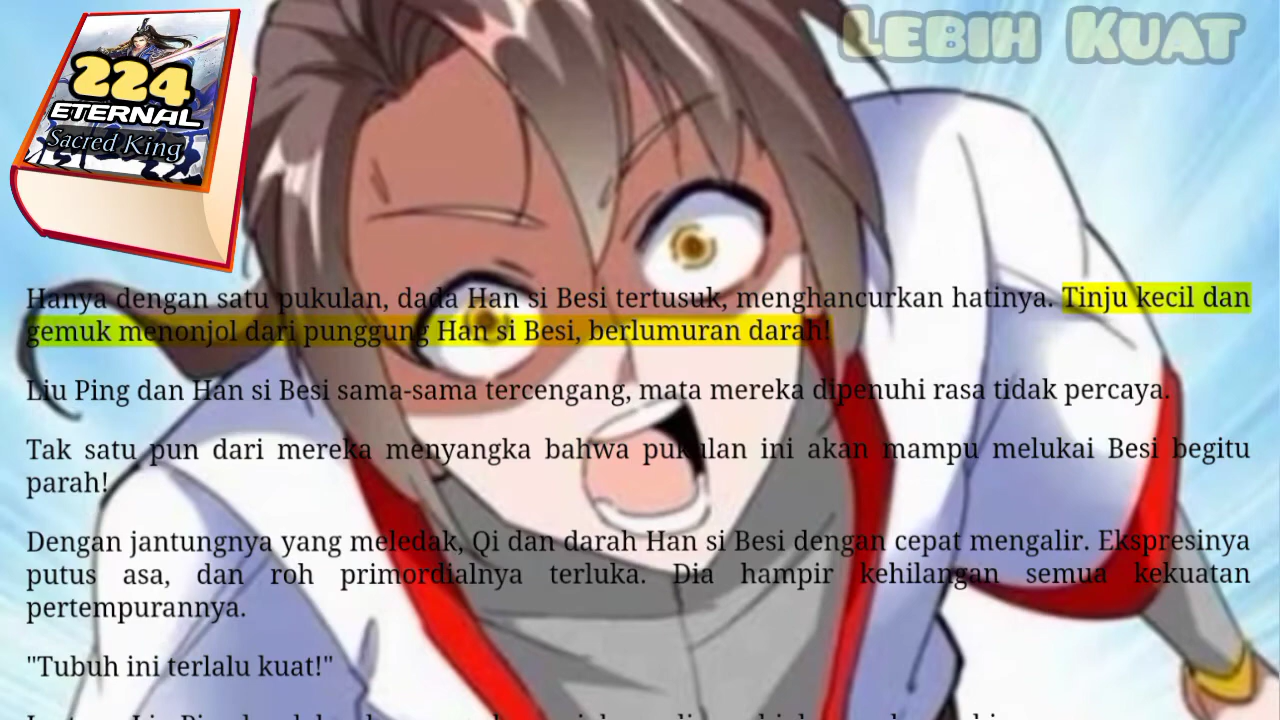 LEBIH KUAT
224
ETERNAL
Sacred King
Hanya dengan satu pukulan, dada Han si Besi tertusuk, menghancurkan hatinya. Tinju kecil dan
gemuk menonjol dari punggung Han si Besi, berlumuran darah!
Liu Ping dan Han si Besi sama-sama tercengang, mata mereka dipenuhi rasa tidak percaya.
Tak satu pun dari mereka menyangka bahwa pukulan ini akan mampu melukai Besi begitu
parah!
Dengan jantungnya yang meledak, Qi dan darah Han si Besi dengan cepat mengalir. Ekspresinya
putus asa, dan roh primordialnya terluka. Dia hampir kehilangan semua kekuatan
pertempurannya.
"Tubuh ini terlalu kuat!"